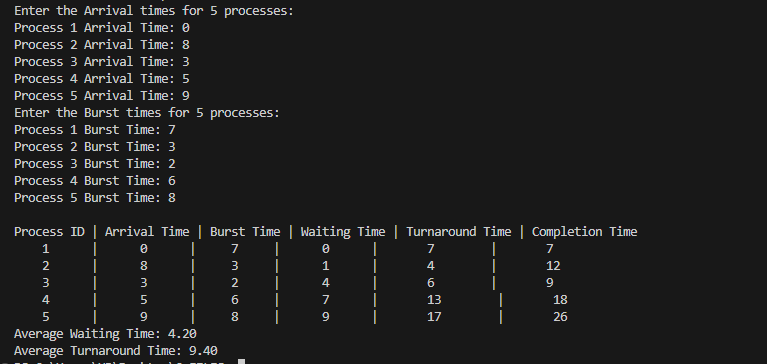 Enter the Arrival times for 5 processes:
Process 1 Arrival Time: 0
Process 2 Arrival Time: 8
Process 3 Arrival Time: 3
Process 4 Arrival Time: 5
Process 5 Arrival Time: 9
Enter the Burst times for 5 processes:
Process 1 Burst Time: 7
Process 2 Burst Time: 3
Process 3 Burst Time: 2
Process 4 Burst Time: 6
Process 5 Burst Time: 8
Process ID | Arrival Time | Burst Time | Waiting Time | Turnaround Time | Completion Time
1 | 0 | 7 | 0 | 7 | 7
2 | 8 | 3 | 1 | 4 | 12
3 | 3 | 2 | 4 | 6 | 9
4 | 5 | 6 | 7 | 13 | 18
5 | 9 | 8 | 9 | 17 | 26
Average Waiting Time: 4.20
Average Turnaround Time: 9.40